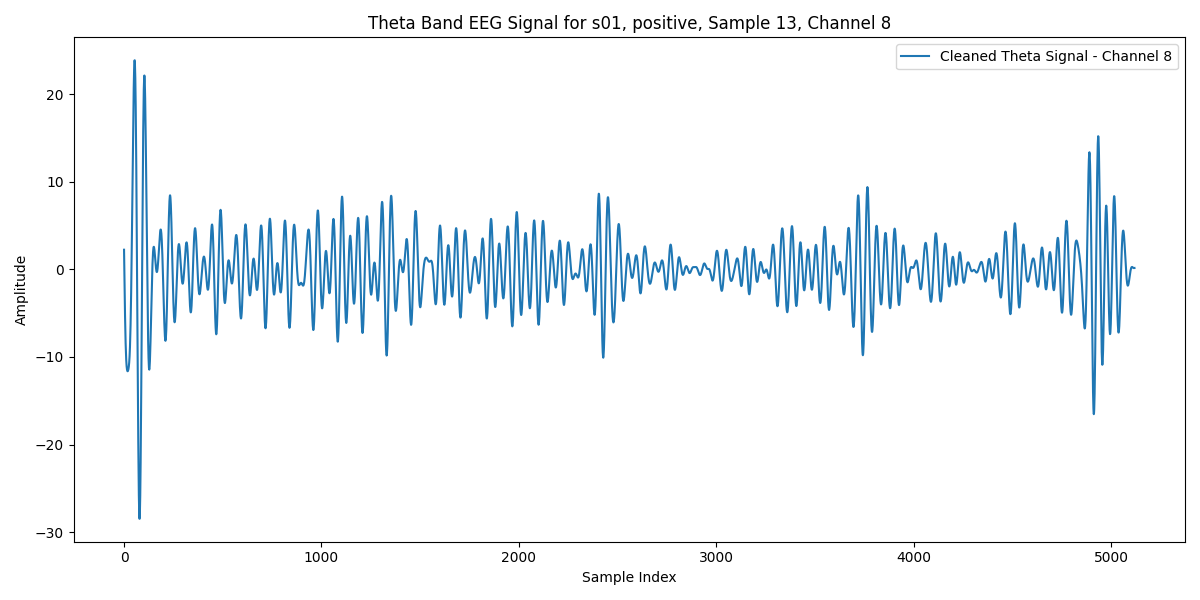 Theta Band EEG Signal for s01, positive, Sample 13, Channel 8
Cleaned Theta Signal - Channel 8
20
10
0
−10
−20
−30
Amplitude
0 1000 2000 3000 4000 5000
Sample Index